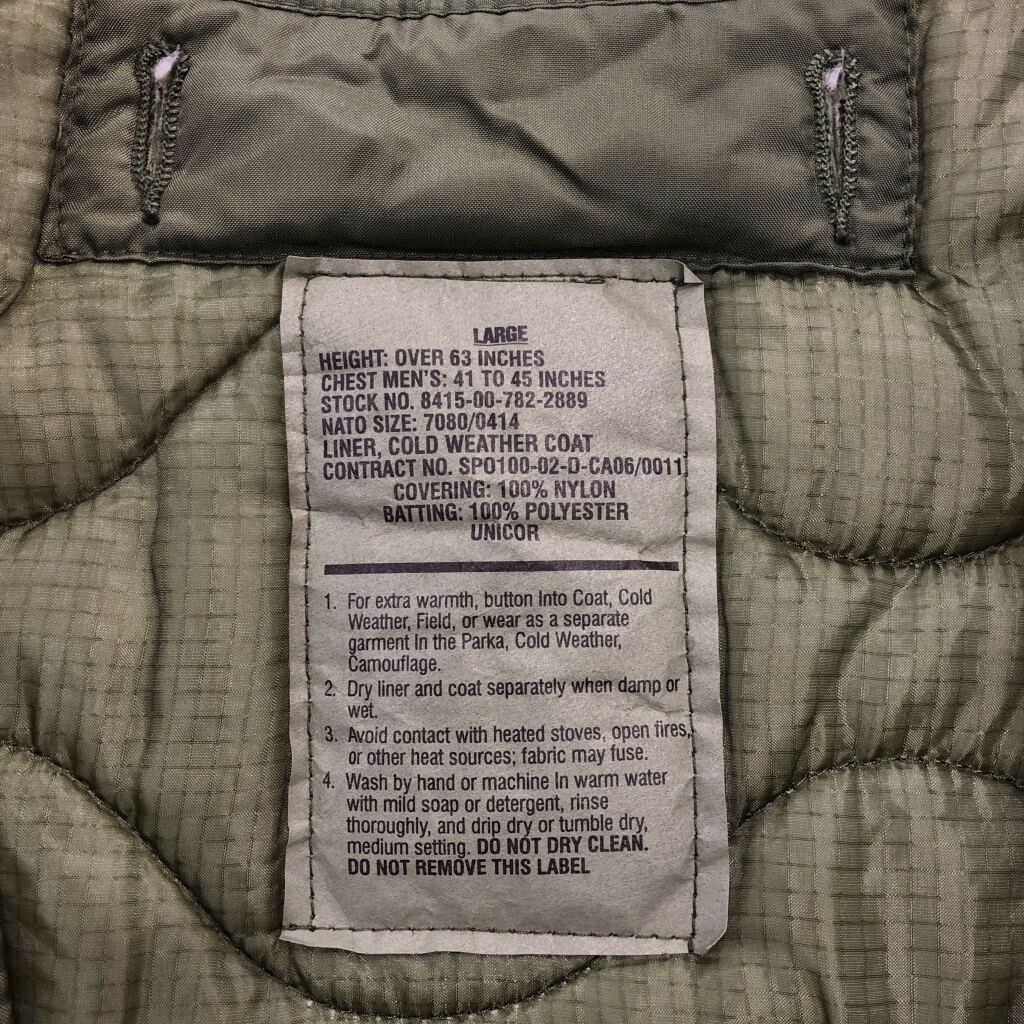 LARGE
HEIGHT: OVER 63 INCHES
CHEST MEN'S: 41 TO 45 INCHES
STOCK NO. 8415-00-782-2889
NATO SIZE: 7080/0414
LINER, COLD WEATHER COAT
CONTRACT NO. SPO100-02-D-CA06/0011
COVERING: 100% NYLON
BATTING: 100% POLYESTER
UNICOR
1. For extra warmth, button Into Coat, Cold
Weather, Field, or wear as a separate
garment In the Parka, Cold Weather,
Camouflage.
2. Dry liner and coat separately when damp or
wet.
3. Avoid contact with heated stoves, open fires,
or other heat sources; fabric may fuse.
4. Wash by hand or machine In warm water
with mild soap or detergent, rinse
thoroughly, and drip dry or tumble dry,
medium setting. DO NOT DRY CLEAN.
DO NOT REMOVE THIS LABEL